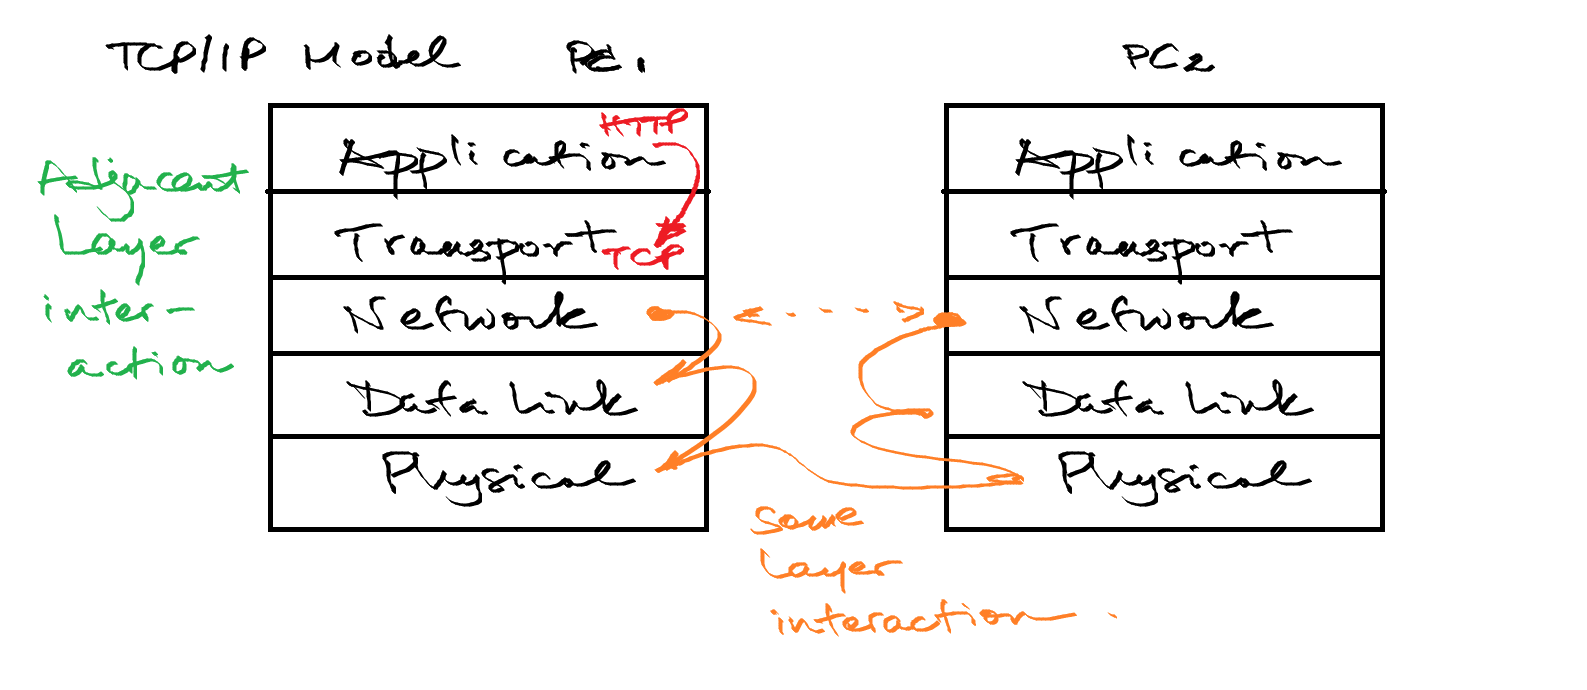 TCP/IP Model PC1 PC2
HTTP
Application
Application
Adjacent
Layer
inter-
action
Transport
TCP
Transport
Network
Network
Data Link
Data Link
Physical
Physical
Same
Layer
interaction